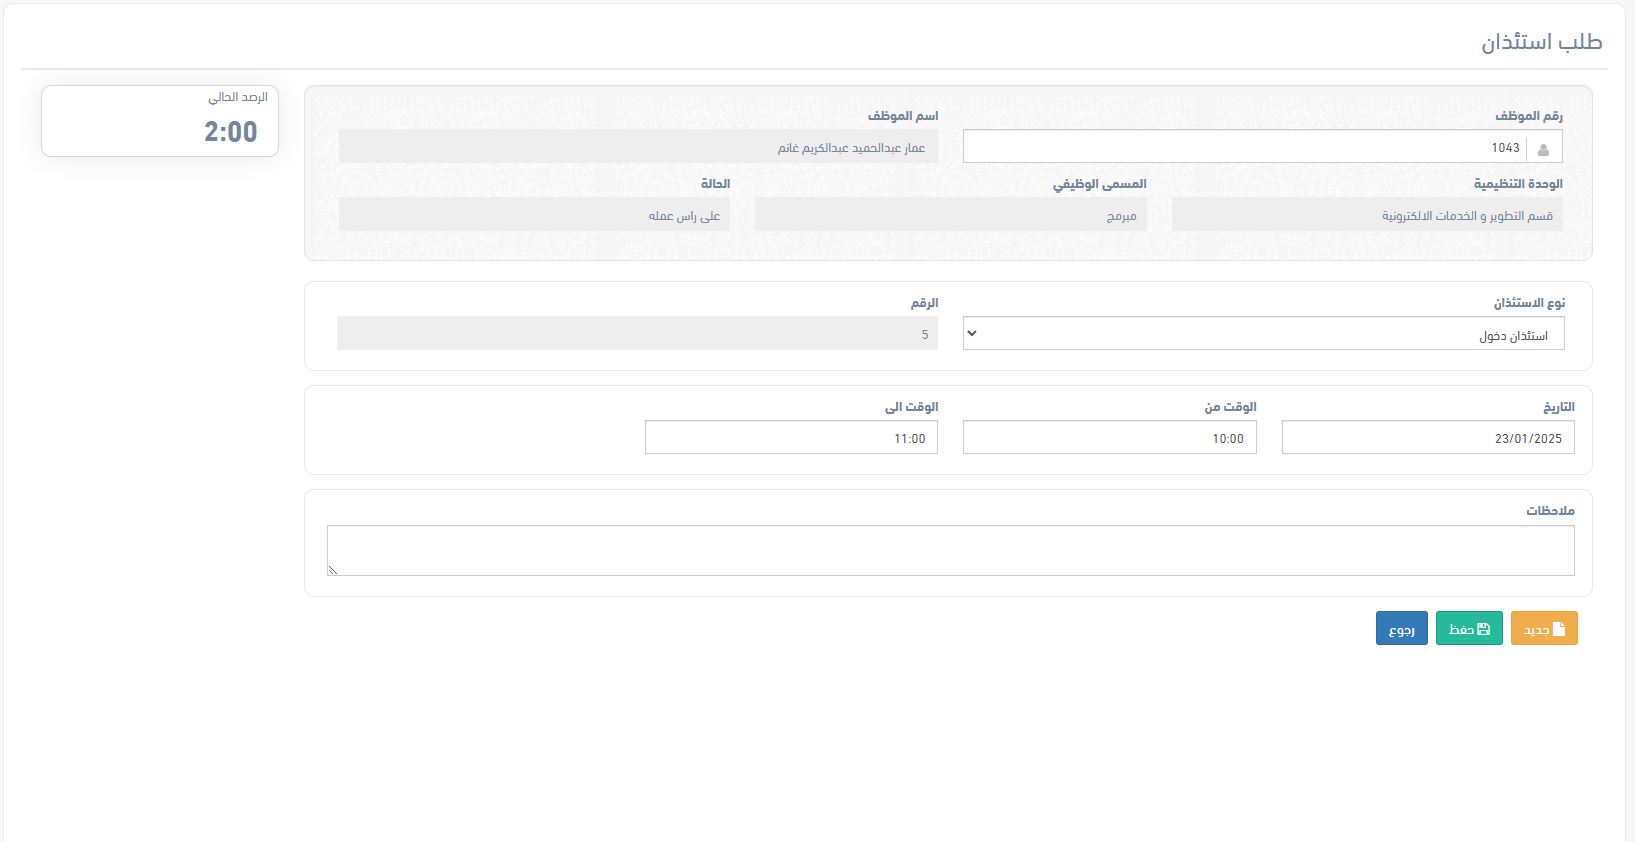 طلب استئذان
الرصد الحالي
2:00
رقم الموظف
اسم الموظف
1043
عمار عبدالحميد عبدالكريم غانم
الوحدة التنظيمية
المسمى الوظيفي
الحالة
قسم التطوير و الخدمات الالكترونية
مبرمج
على راس عمله
نوع الاستئذان
الرقم
استئذان دخول
5
التاريخ
الوقت من
الوقت الى
23/01/2025
10:00
11:00
ملاحظات
جديد
حفظ
رجوع